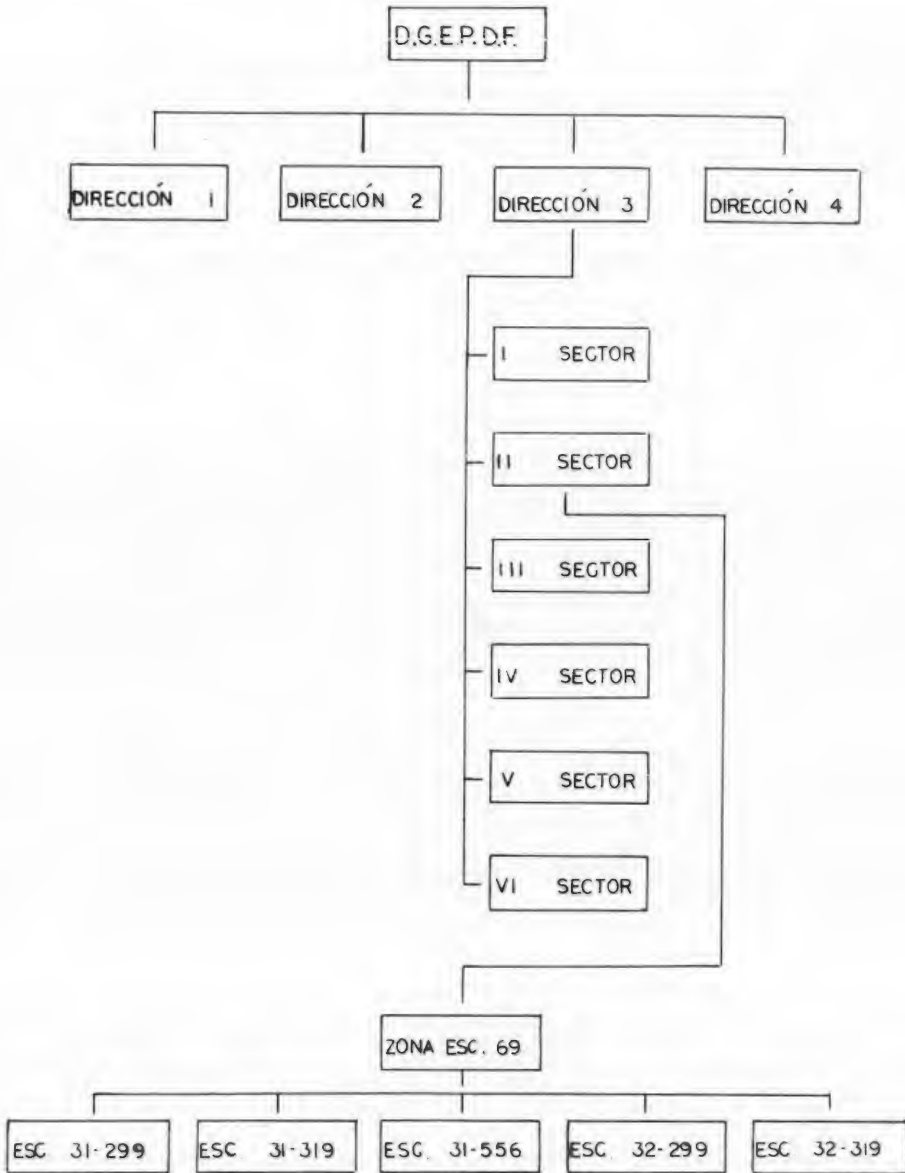 D.G.E.P.D.F.
DIRECCIÓN 1
DIRECCIÓN 2
DIRECCIÓN 3
DIRECCIÓN 4
I SECTOR
II SECTOR
III SECTOR
IV SECTOR
V SECTOR
VI SECTOR
ZONA ESC. 69
ESC. 31-299
ESC. 31-319
ESC. 31-556
ESC. 32-299
ESC. 32-319